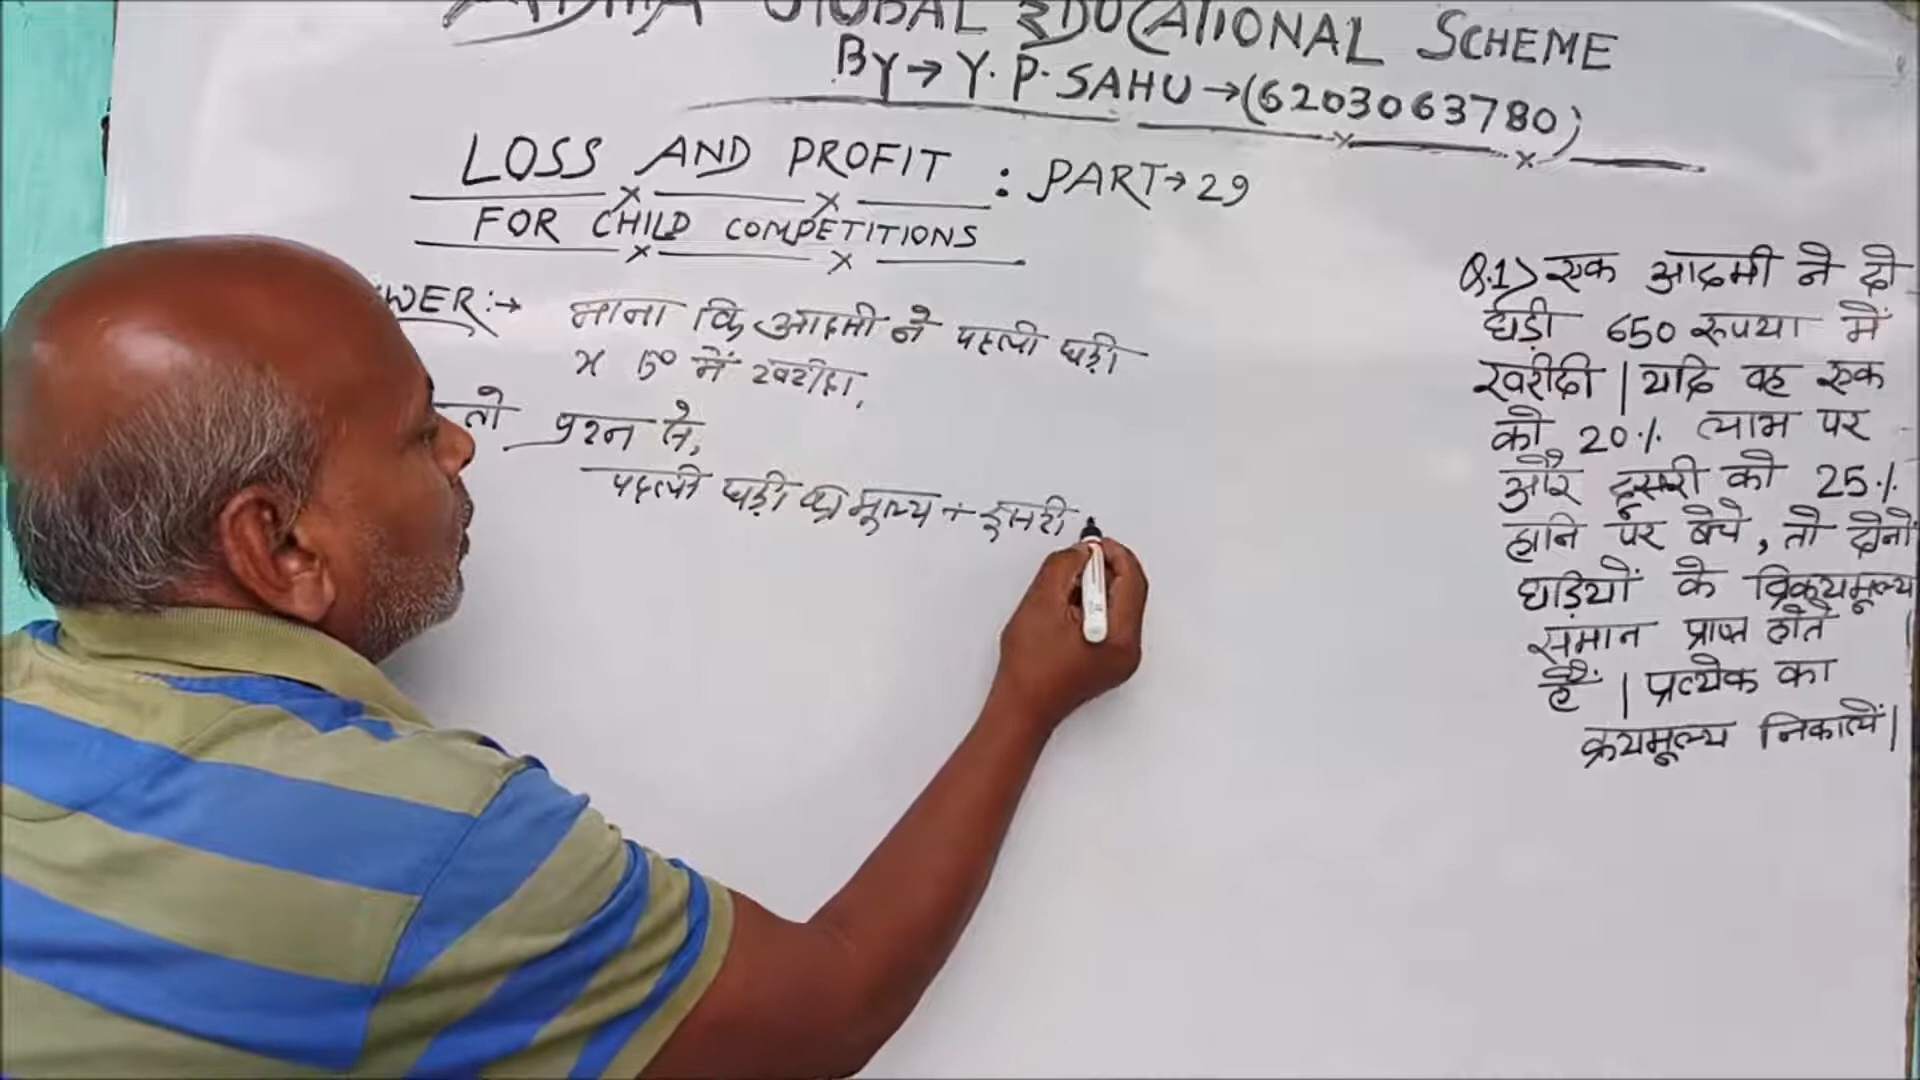 GLOBAL EDUCATIONAL SCHEME
By→ Y. P. SAHU →(6203063780)
LOSS AND PROFIT : PART→ 29
FOR CHILD COMPETITIONS
WER:→ माना कि आदमी ने पहली घड़ी
x रु० में खरीदा,
तो प्रश्न से,
पहली घड़ी का मूल्य + दूसरी
Q.1> एक आदमी ने दो
घड़ी 650 रूपया में
खरीदी | यदि वह एक
को 20% लाभ पर
और दूसरी को 25%
हानि पर बेचे, तो दोनों
घड़ियों के विक्रयमूल्य
समान प्राप्त होते
हैं | प्रत्येक का
क्रयमूल्य निकालें |